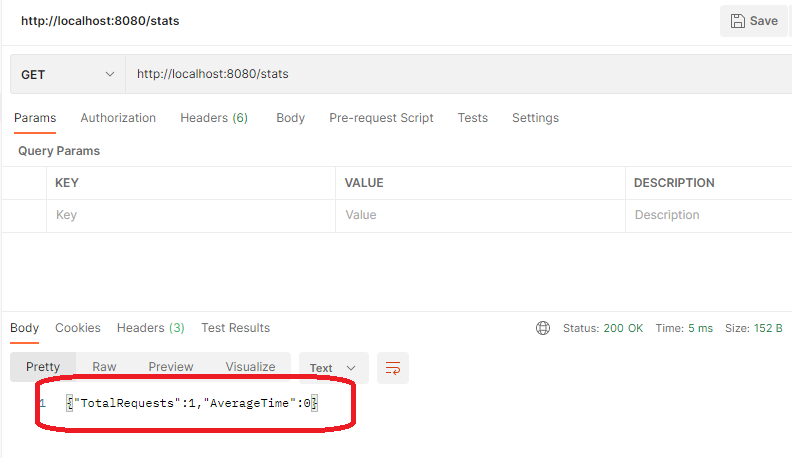 http://localhost:8080/stats Save
GET http://localhost:8080/stats
Params Authorization Headers (6) Body Pre-request Script Tests Settings
Query Params
KEY VALUE DESCRIPTION
Key Value Description
Body Cookies Headers (3) Test Results Status: 200 OK Time: 5 ms Size: 152 B
Pretty Raw Preview Visualize Text
1 {"TotalRequests":1,"AverageTime":0}